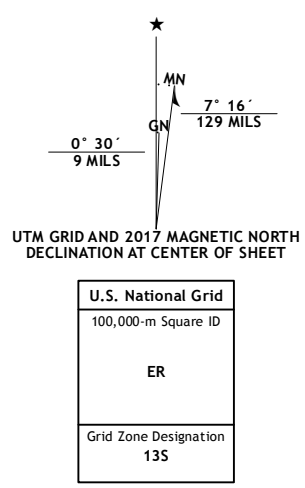 ★
MN
GN
7° 16´
129 MILS
0° 30´
9 MILS
UTM GRID AND 2017 MAGNETIC NORTH
DECLINATION AT CENTER OF SHEET
U.S. National Grid
100,000-m Square ID
ER
Grid Zone Designation
13S